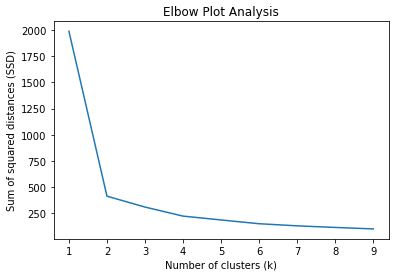 Elbow Plot Analysis
2000
1750
1500
1250
1000
750
500
250
Sum of squared distances (SSD)
1 2 3 4 5 6 7 8 9
Number of clusters (k)